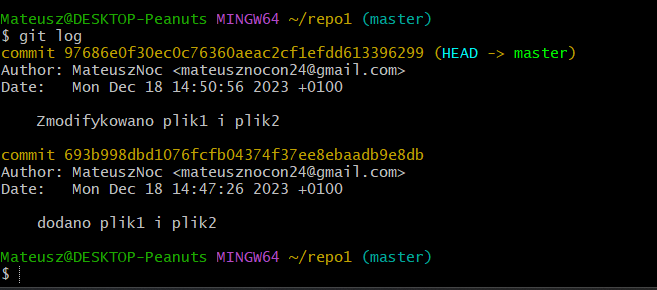 Mateusz@DESKTOP-Peanuts MINGW64 ~/repo1 (master)
$ git log
commit 97686e0f30ec0c76360aeac2cf1efdd613396299 (HEAD -> master)
Author: MateuszNoc <mateusznocon24@gmail.com>
Date:   Mon Dec 18 14:50:56 2023 +0100
    Zmodifykowano plik1 i plik2
commit 693b998dbd1076fcfb04374f37ee8ebaadb9e8db
Author: MateuszNoc <mateusznocon24@gmail.com>
Date:   Mon Dec 18 14:47:26 2023 +0100
    dodano plik1 i plik2
Mateusz@DESKTOP-Peanuts MINGW64 ~/repo1 (master)
$